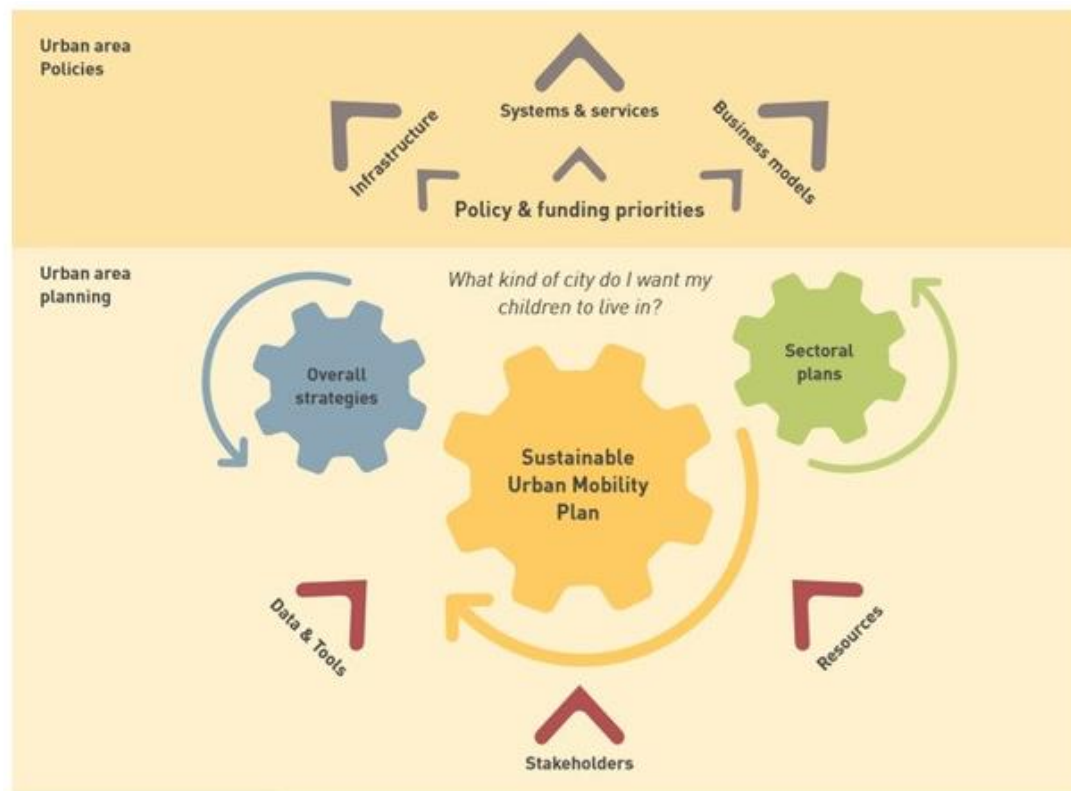 Urban area
Policies
Systems & services
Infrastructure
Business models
Policy & funding priorities
Urban area
planning
What kind of city do I want my
children to live in?
Overall
strategies
Sectoral
plans
Sustainable
Urban Mobility
Plan
Data & Tools
Resources
Stakeholders